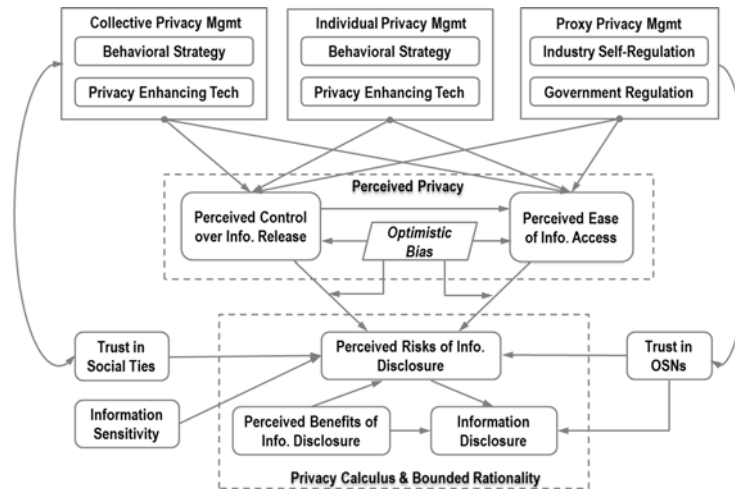 Collective Privacy Mgmt
Behavioral Strategy
Privacy Enhancing Tech
Individual Privacy Mgmt
Behavioral Strategy
Privacy Enhancing Tech
Proxy Privacy Mgmt
Industry Self-Regulation
Government Regulation
Perceived Privacy
Perceived Control
over Info. Release
Optimistic
Bias
Perceived Ease
of Info. Access
Trust in
Social Ties
Perceived Risks of Info.
Disclosure
Trust in
OSNs
Information
Sensitivity
Perceived Benefits of
Info. Disclosure
Information
Disclosure
Privacy Calculus & Bounded Rationality